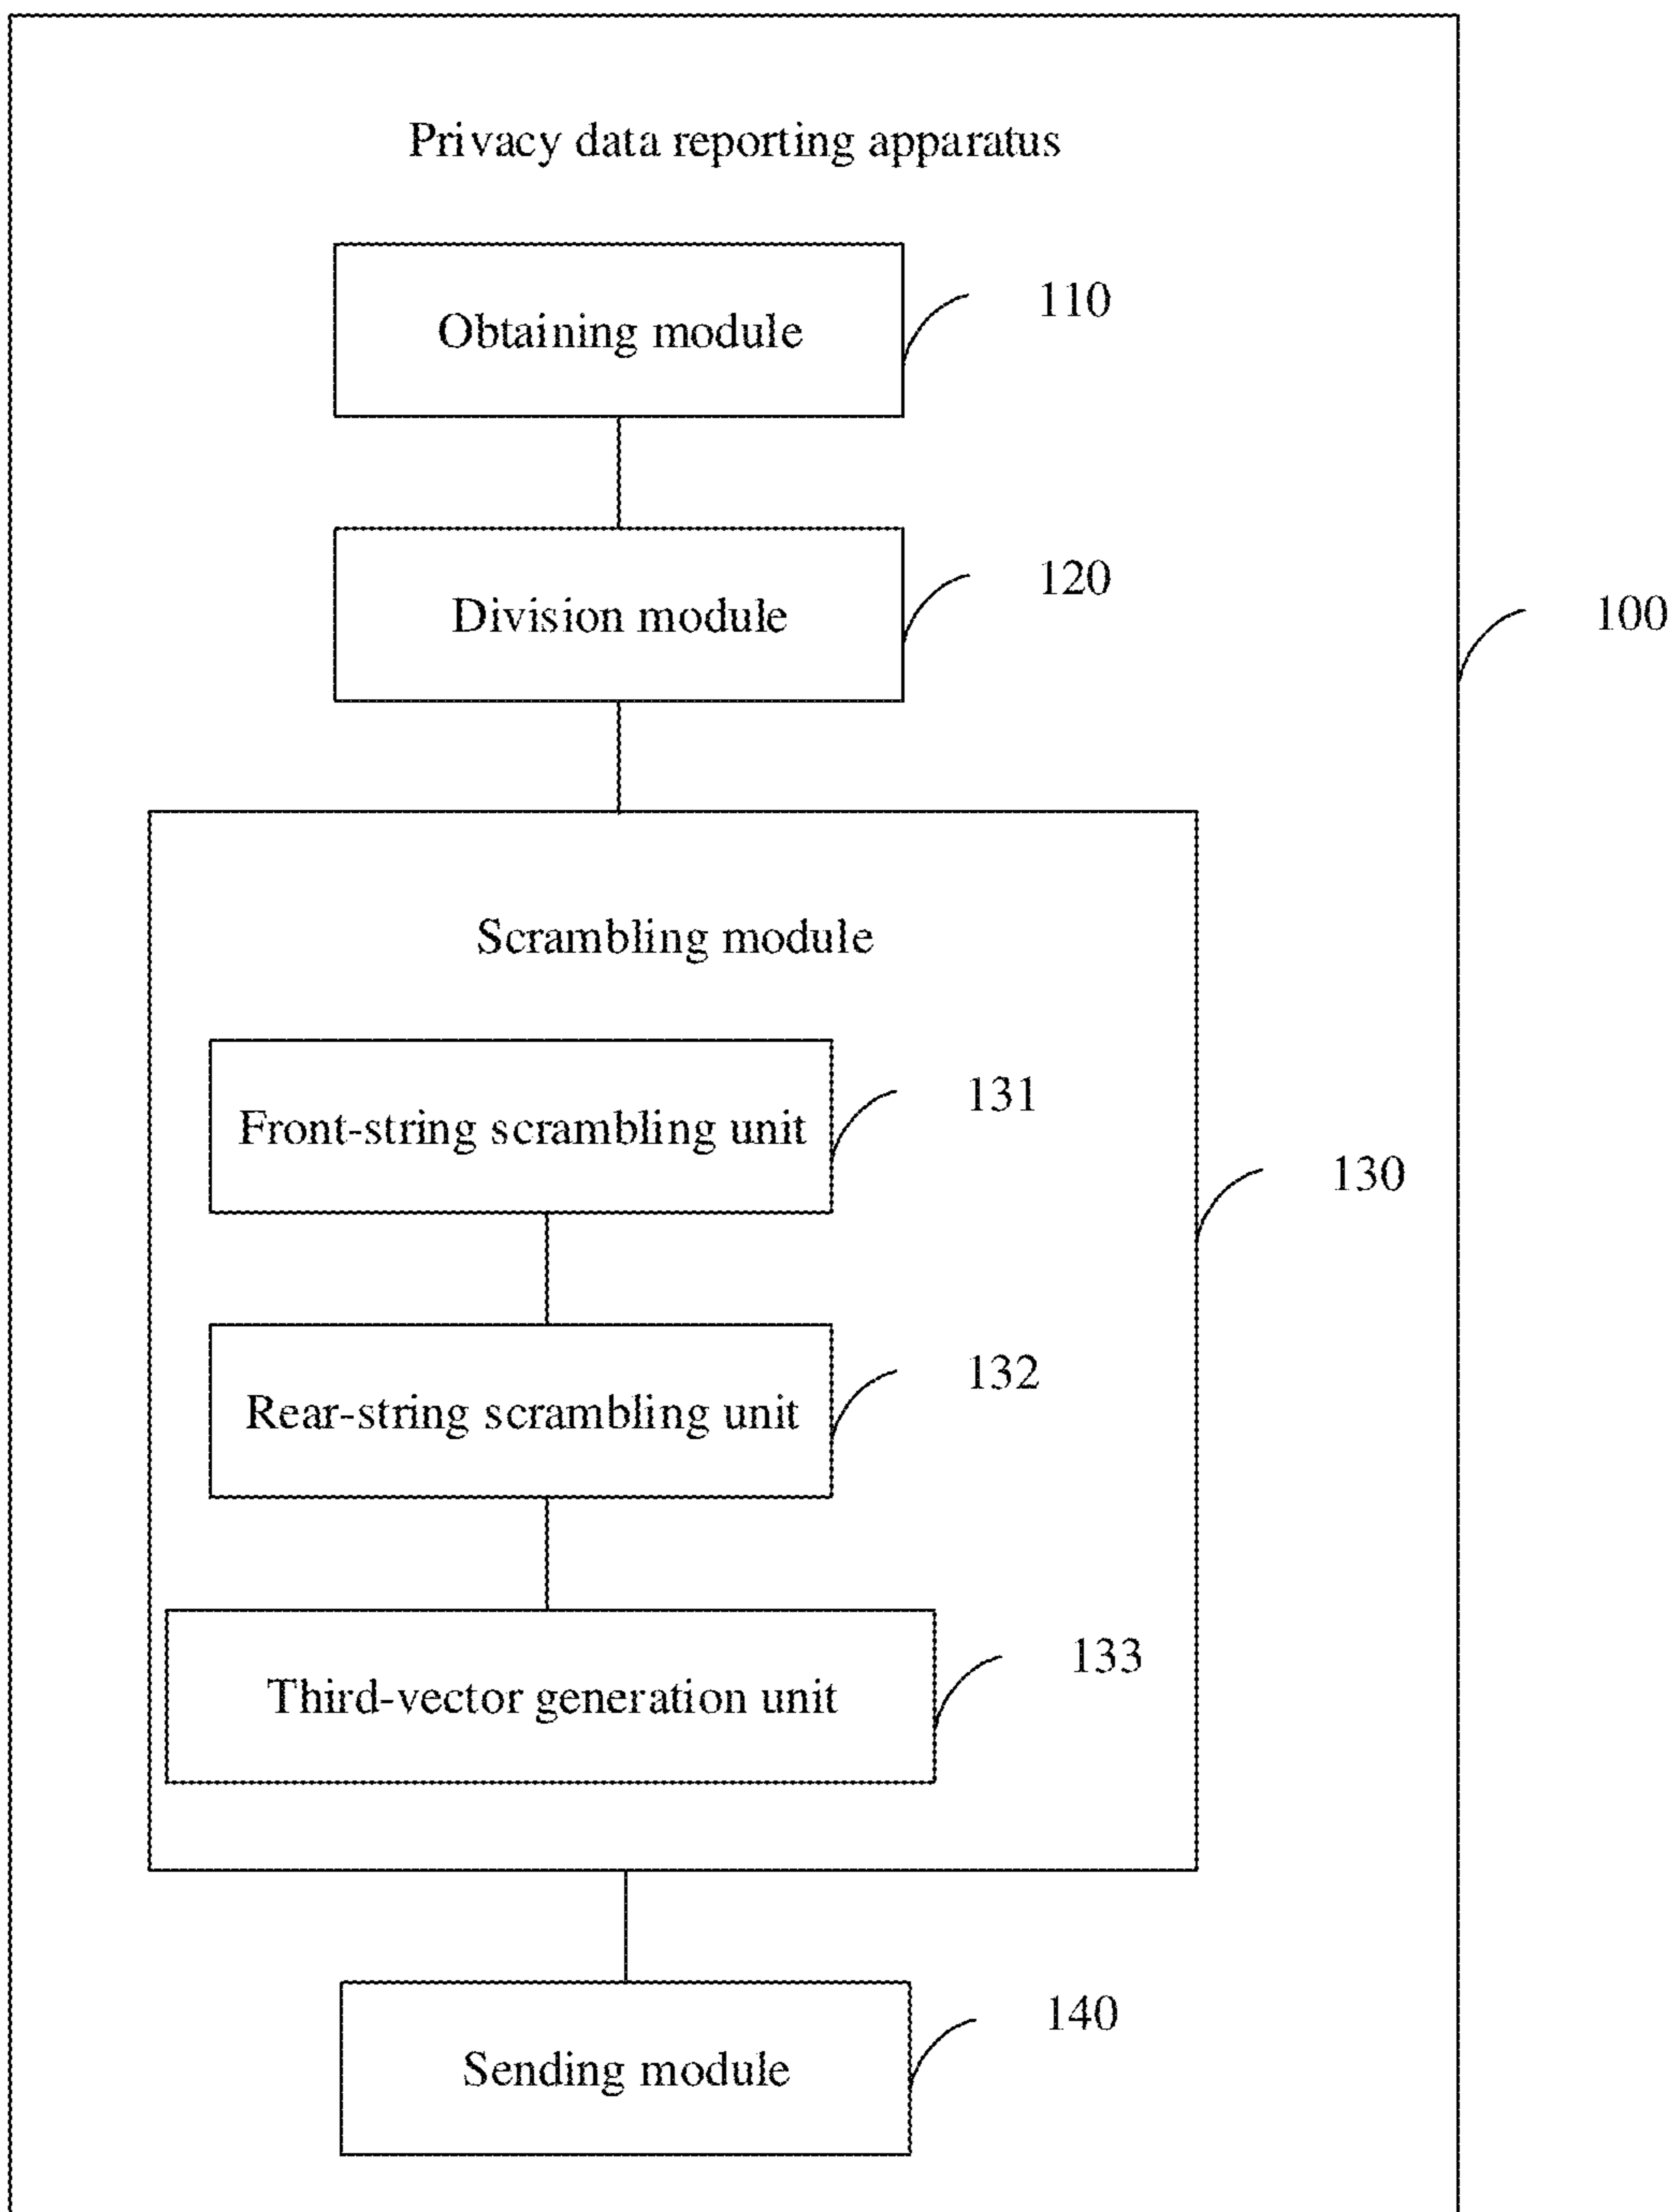 Privacy data reporting apparatus
Obtaining module
110
Division module
120
100
Scrambling module
Front-string scrambling unit
131
130
Rear-string scrambling unit
132
Third-vector generation unit
133
Sending module
140